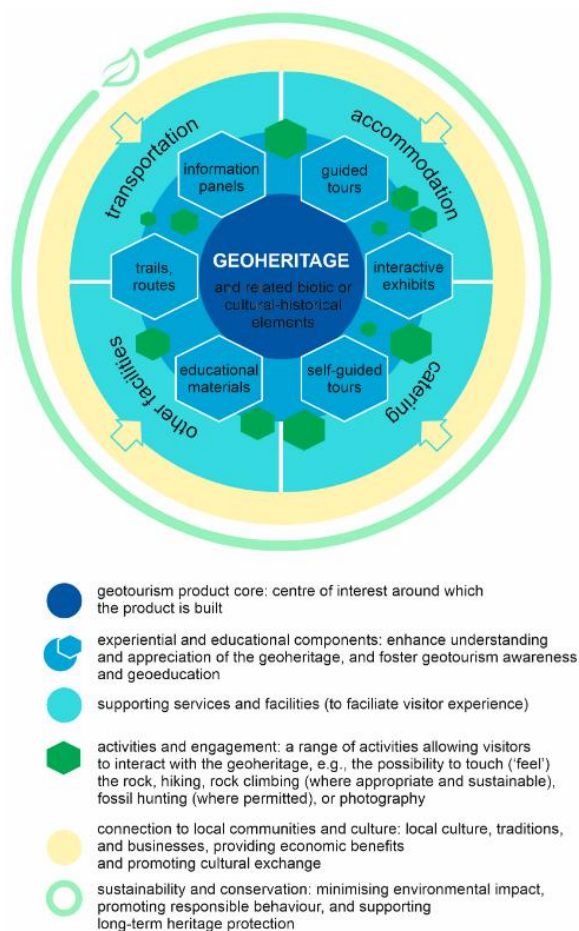 transportation
accommodation
information
panels
guided
tours
trails,
routes
GEOHERITAGE
and related biotic or
cultural-historical
elements
interactive
exhibits
educational
materials
self-guided
tours
other facilities
catering
geotourism product core: centre of interest around which
the product is built
experiential and educational components: enhance understanding
and appreciation of the geoheritage, and foster geotourism awareness
and geoeducation
supporting services and facilities (to faciliate visitor experience)
activities and engagement: a range of activities allowing visitors
to interact with the geoheritage, e.g., the possibility to touch (‘feel’)
the rock, hiking, rock climbing (where appropriate and sustainable),
fossil hunting (where permitted), or photography
connection to local communities and culture: local culture, traditions,
and businesses, providing economic benefits
and promoting cultural exchange
sustainability and conservation: minimising environmental impact,
promoting responsible behaviour, and supporting
long-term heritage protection